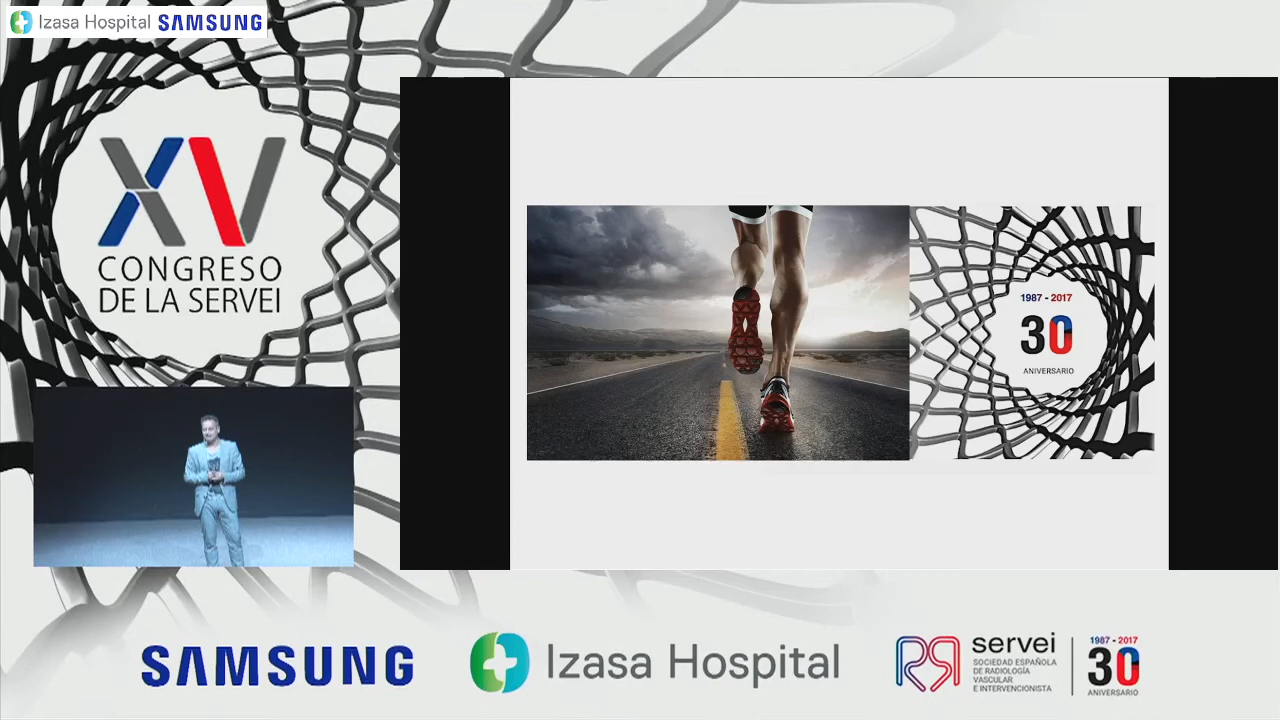 Izasa Hospital SAMSUNG
XV
CONGRESO
DE LA SERVEI
1987 - 2017
30
ANIVERSARIO
SAMSUNG
Izasa Hospital
servei
SOCIEDAD ESPAÑOLA
DE RADIOLOGÍA
VASCULAR
E INTERVENCIONISTA
1987 - 2017
30
ANIVERSARIO